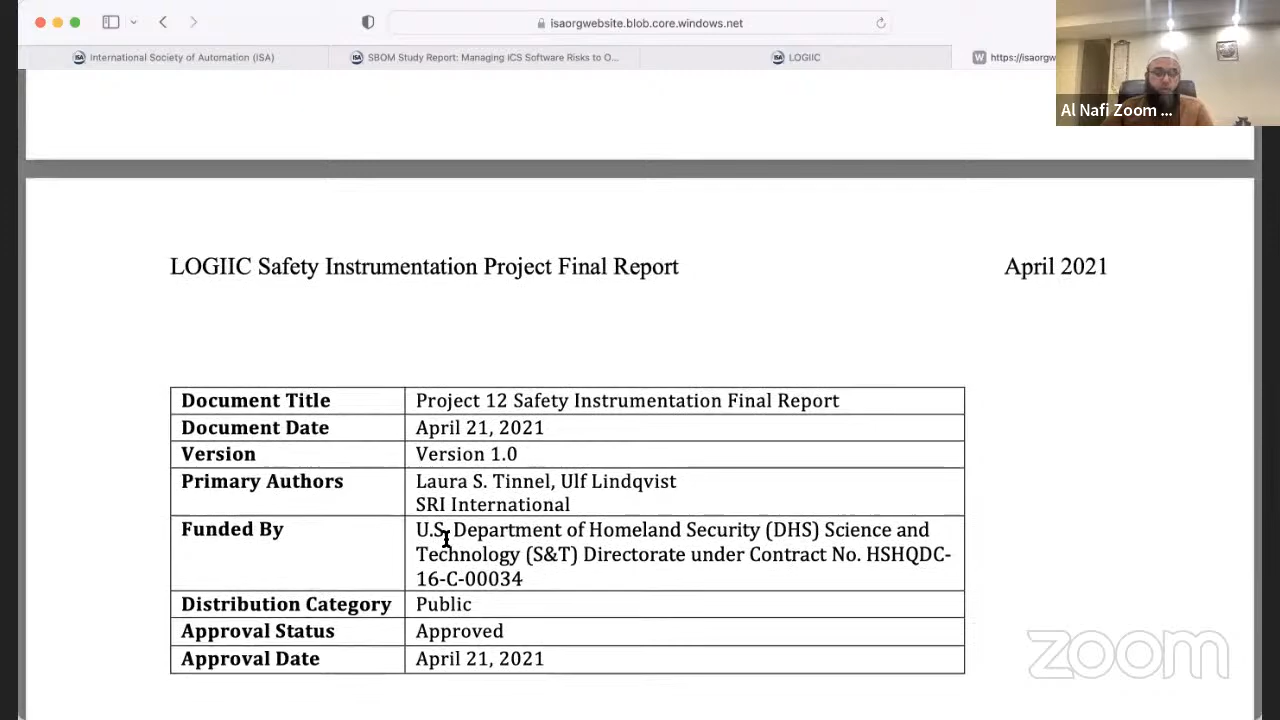 isaorgwebsite.blob.core.windows.net
International Society of Automation (ISA)
SBOM Study Report: Managing ICS Software Risks to O...
LOGIIC
W https://isaorgw
Al Nafi Zoom ...
LOGIIC Safety Instrumentation Project Final Report April 2021
Document Title Project 12 Safety Instrumentation Final Report
Document Date April 21, 2021
Version Version 1.0
Primary Authors Laura S. Tinnel, Ulf Lindqvist
SRI International
Funded By U.S. Department of Homeland Security (DHS) Science and
Technology (S&T) Directorate under Contract No. HSHQDC-
16-C-00034
Distribution Category Public
Approval Status Approved
Approval Date April 21, 2021
zoom